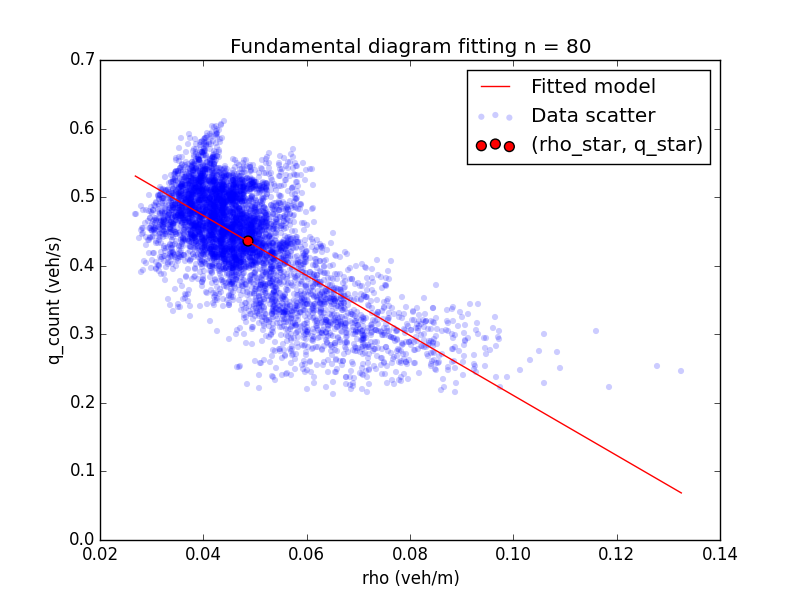 Fundamental diagram fitting n = 80
Fitted model
Data scatter
(rho_star, q_star)
q_count (veh/s)
0.7
0.6
0.5
0.4
0.3
0.2
0.1
0.0
0.02 0.04 0.06 0.08 0.10 0.12 0.14
rho (veh/m)